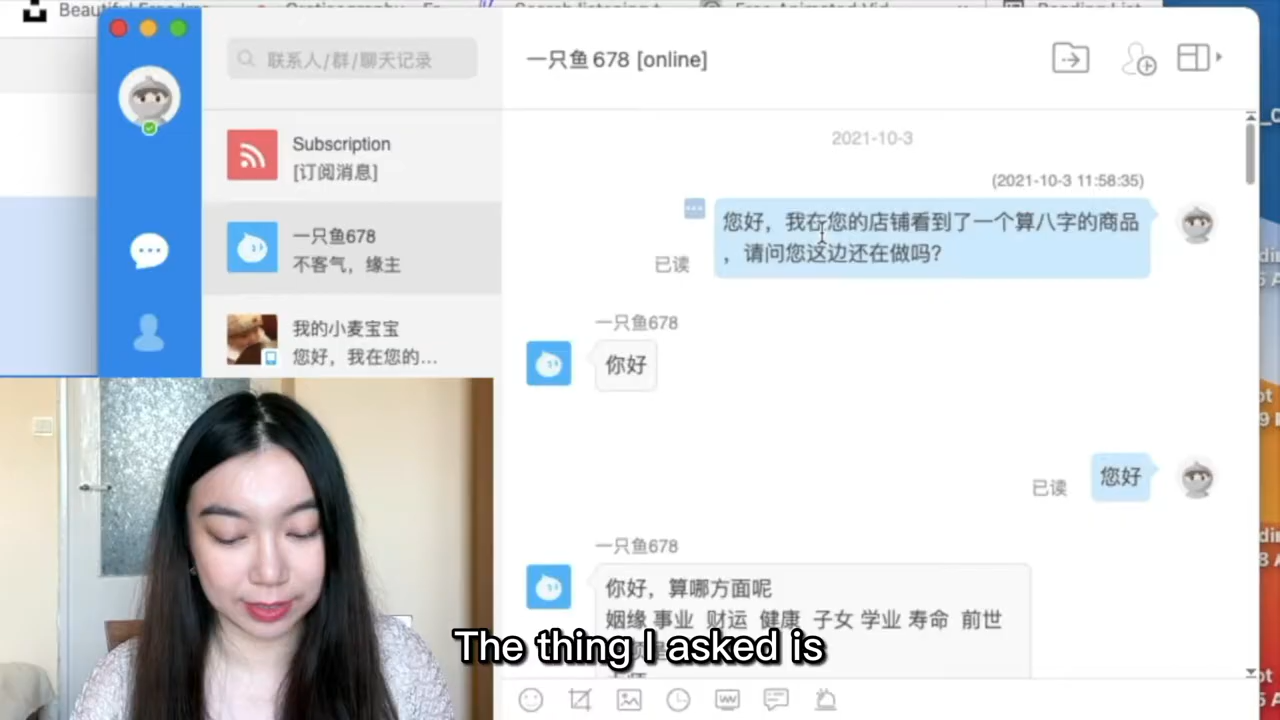 联系人/群/聊天记录
Subscription
[订阅消息]
一只鱼678
不客气，缘主
我的小麦宝宝
您好，我在您的…
一只鱼678 [online]
2021-10-3
(2021-10-3 11:58:35)
您好，我在您的店铺看到了一个算八字的商品
，请问您这边还在做吗？
已读
一只鱼678
你好
您好
已读
一只鱼678
你好，算哪方面呢
姻缘 事业 财运 健康 子女 学业 寿命 前世
The thing I asked is